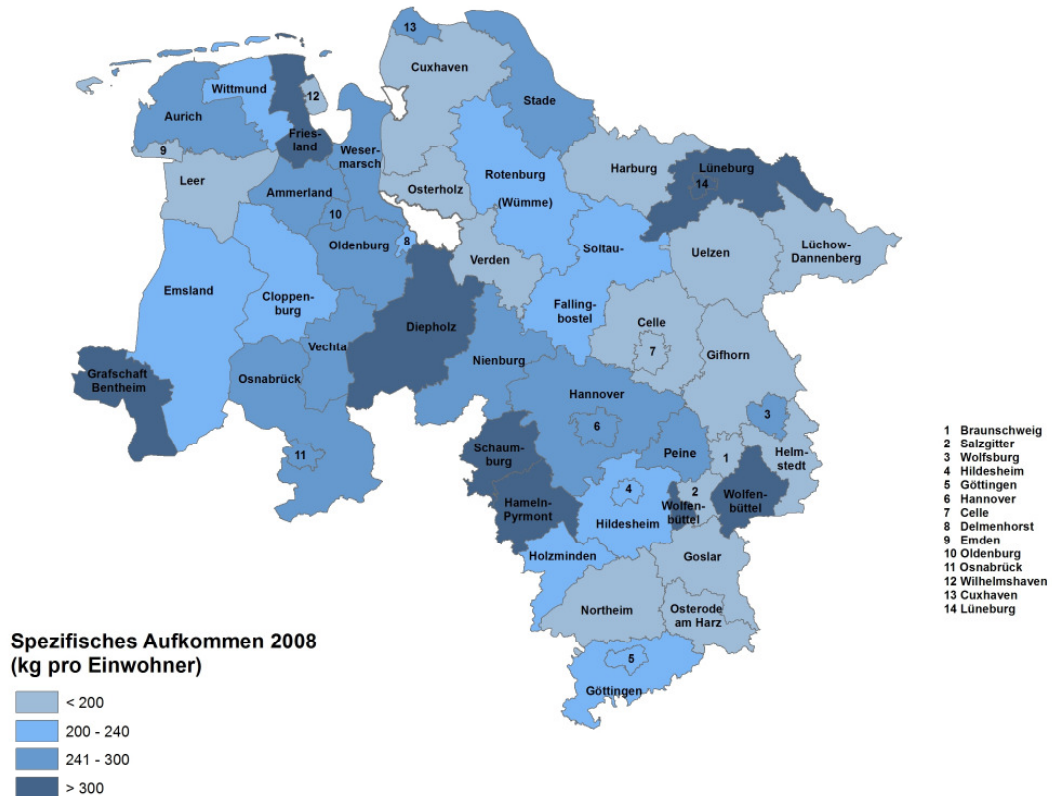 13
Cuxhaven
Wittmund
12
Stade
Aurich
Fries-
land
Weser-
marsch
9
Leer
Harburg
Lüneburg
14
Rotenburg
(Wümme)
Osterholz
Ammerland
10
Oldenburg
8
Soltau-
Falling-
bostel
Uelzen
Lüchow-
Dannenberg
Verden
Emsland
Cloppen-
burg
Diepholz
Celle
7
Gifhorn
Vechta
Nienburg
Grafschaft
Bentheim
Osnabrück
11
Hannover
6
3
Schaum-
burg
Peine
1
Helm-
stedt
Hameln-
Pyrmont
4
Hildesheim
2
Wolfen-
büttel
Wolfen-
büttel
Holzminden
Goslar
Northeim
Osterode
am Harz
5
Göttingen
1 Braunschweig
2 Salzgitter
3 Wolfsburg
4 Hildesheim
5 Göttingen
6 Hannover
7 Celle
8 Delmenhorst
9 Emden
10 Oldenburg
11 Osnabrück
12 Wilhelmshaven
13 Cuxhaven
14 Lüneburg
Spezifisches Aufkommen 2008
(kg pro Einwohner)
< 200
200 - 240
241 - 300
> 300